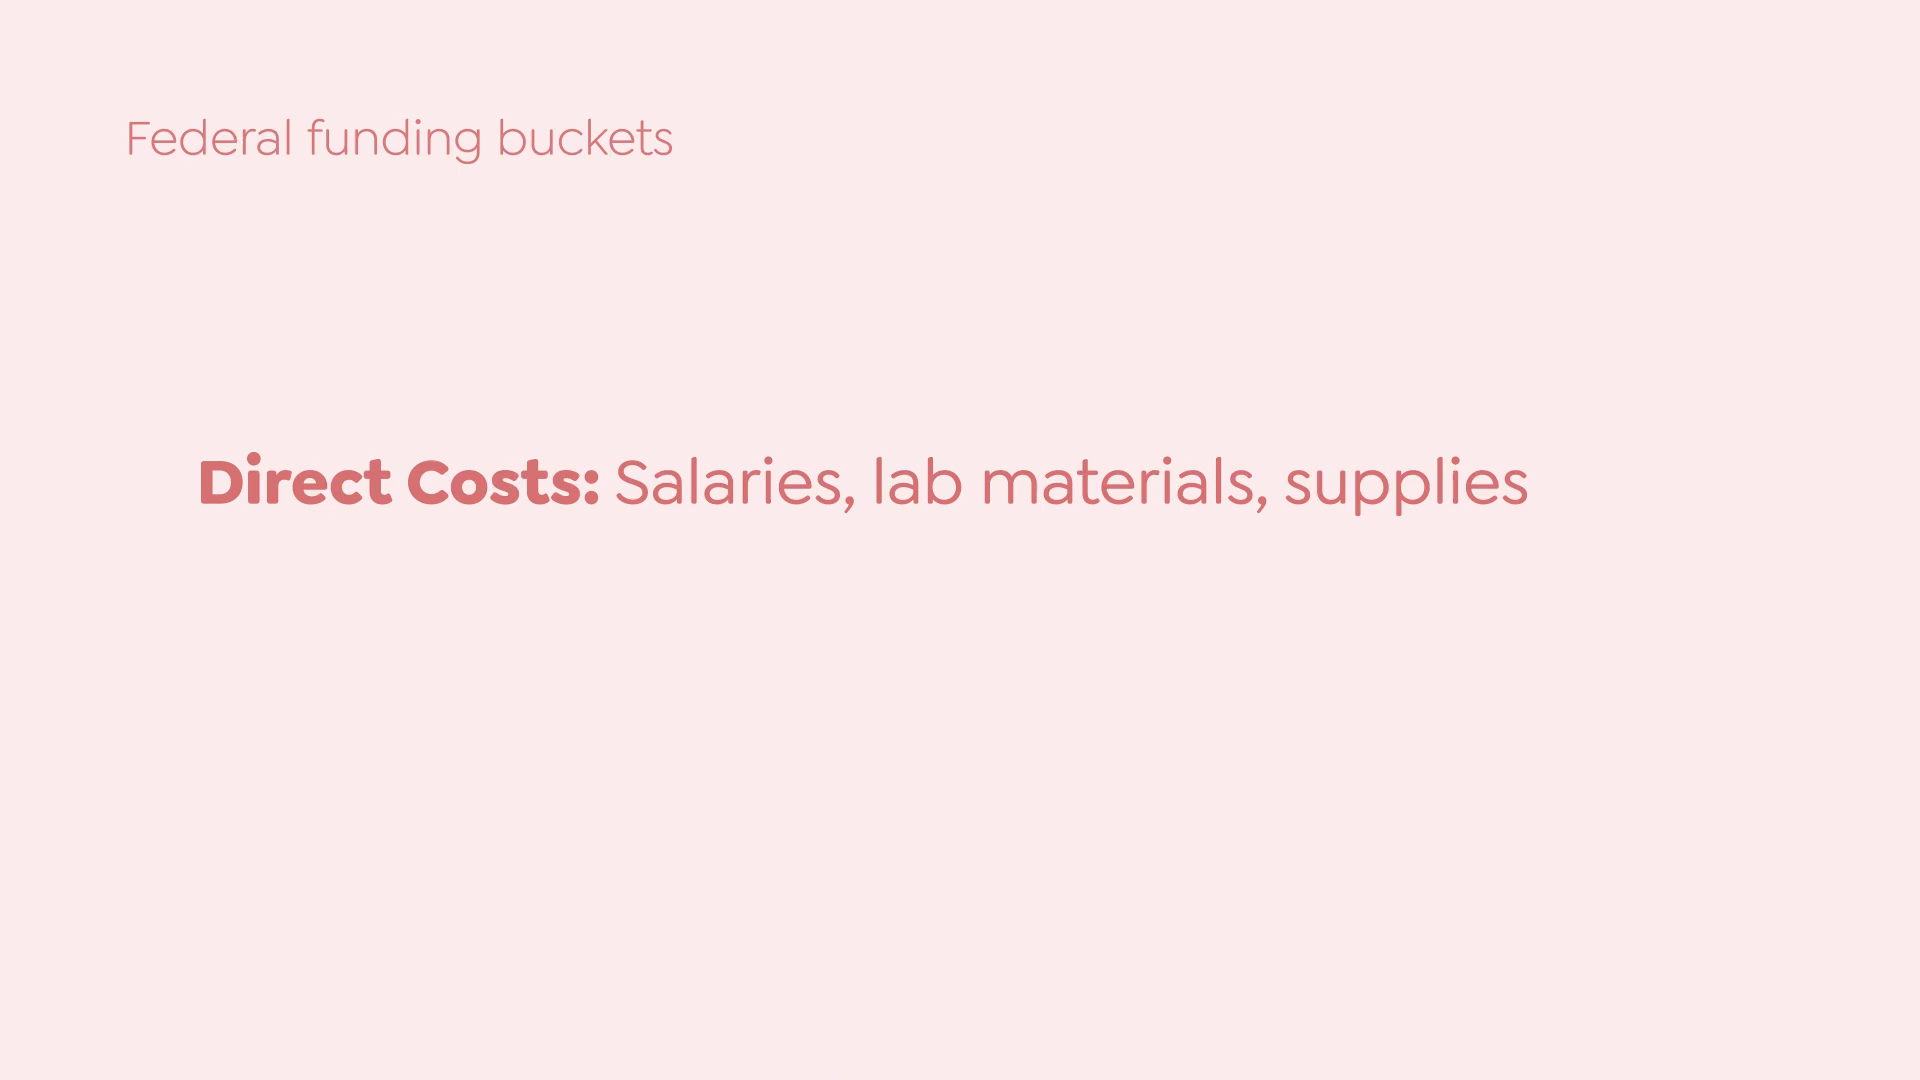 Federal funding buckets
Direct Costs: Salaries, lab materials, supplies